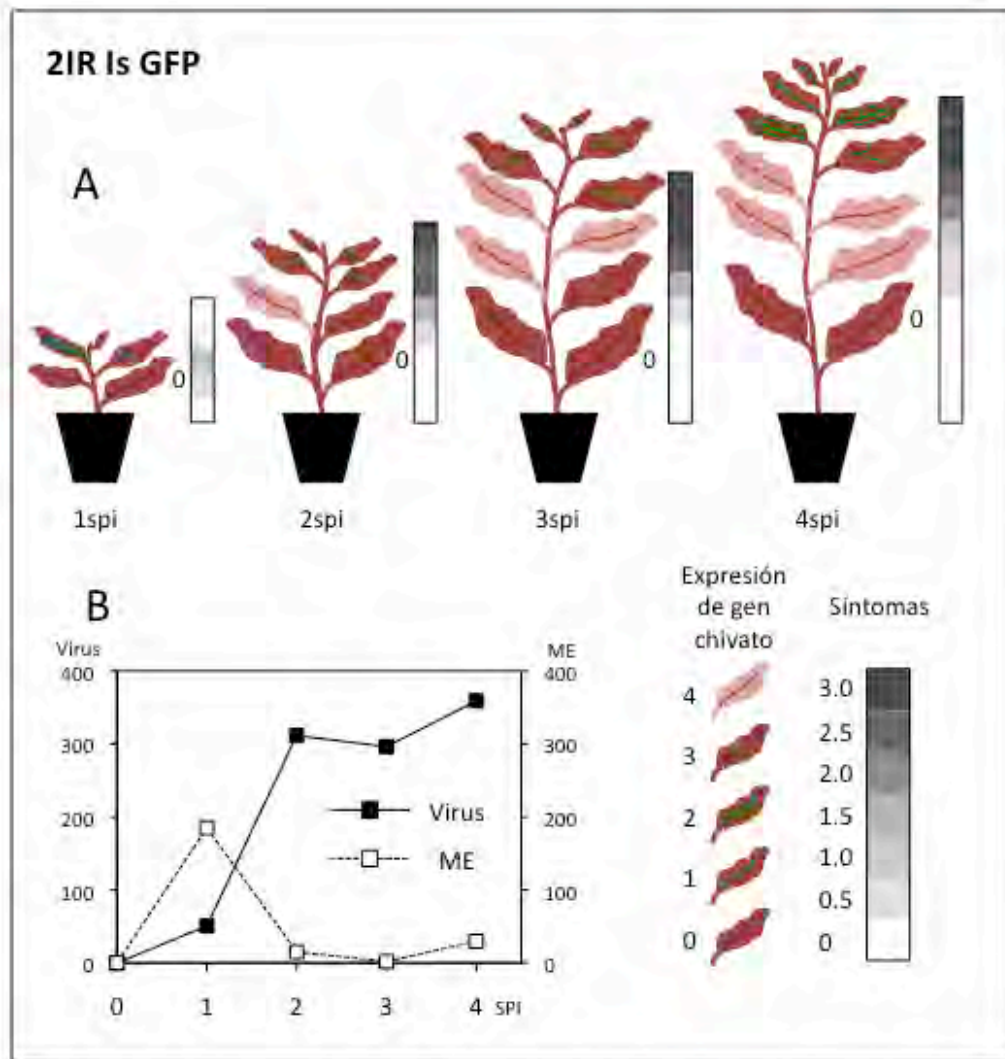 2IR Is GFP
A
0
0
0
0
1spi
2spi
3spi
4spi
B
Virus
ME
400
300
200
100
0
400
300
200
100
0
Virus
ME
0 1 2 3 4 SPI
Expresión
de gen
chivato
4
3
2
1
0
Síntomas
3.0
2.5
2.0
1.5
1.0
0.5
0